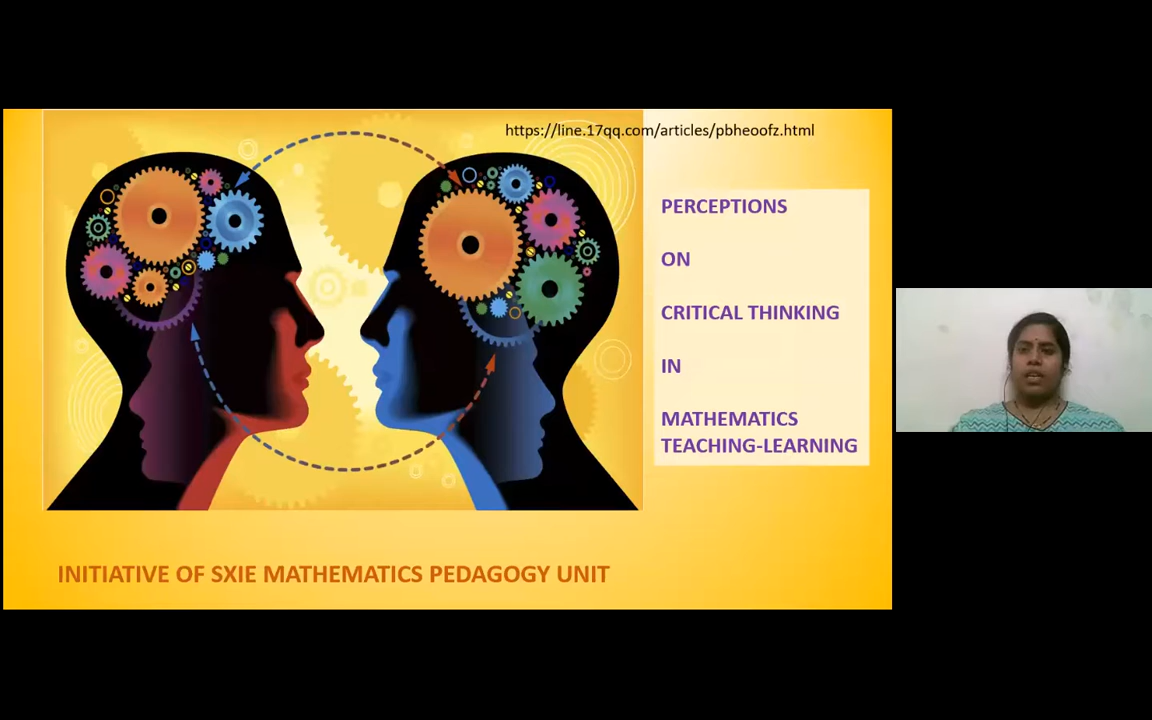 https://line.17qq.com/articles/pbheoofz.html
PERCEPTIONS
ON
CRITICAL THINKING
IN
MATHEMATICS
TEACHING-LEARNING
INITIATIVE OF SXIE MATHEMATICS PEDAGOGY UNIT